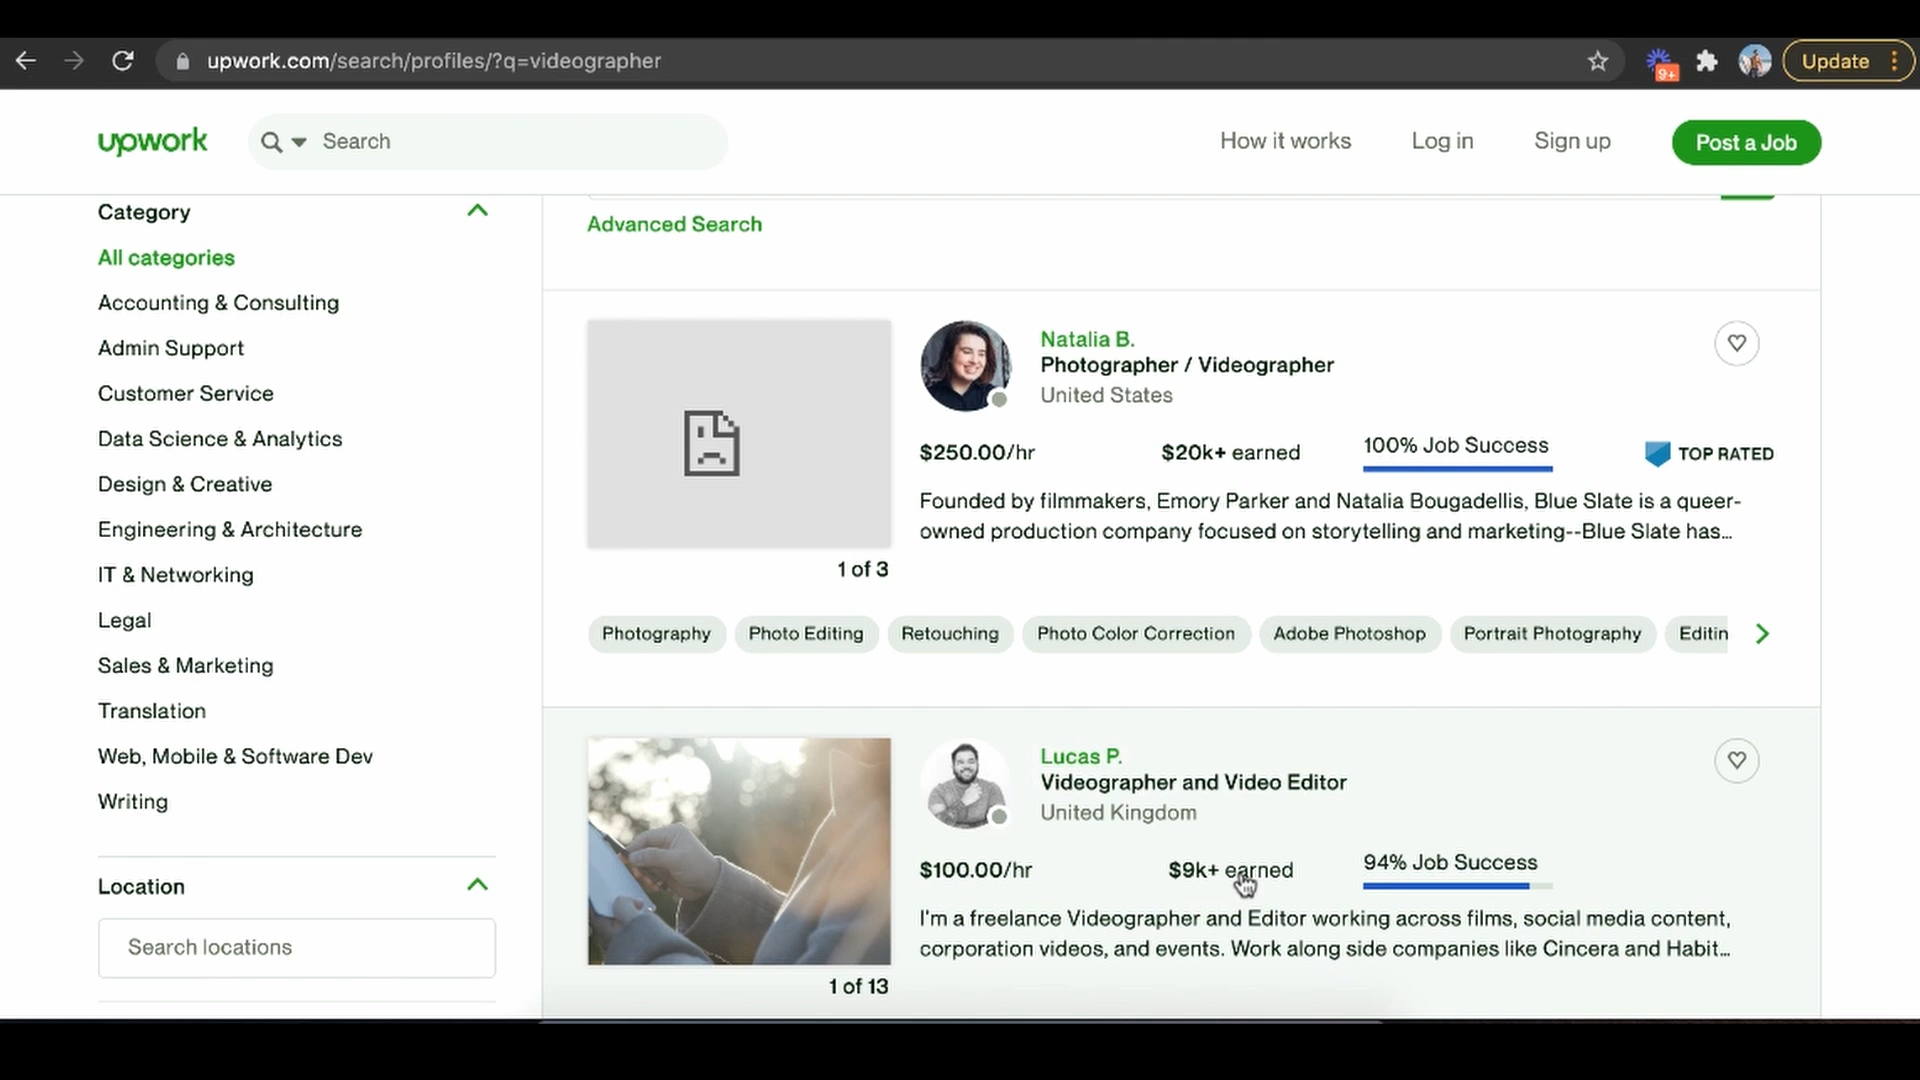 upwork.com/search/profiles/?q=videographer
9+
Update
upwork
Search
How it works
Log in
Sign up
Post a Job
Category
All categories
Accounting & Consulting
Admin Support
Customer Service
Data Science & Analytics
Design & Creative
Engineering & Architecture
IT & Networking
Legal
Sales & Marketing
Translation
Web, Mobile & Software Dev
Writing
Location
Search locations
Advanced Search
Natalia B.
Photographer / Videographer
United States
$250.00/hr
$20k+ earned
100% Job Success
TOP RATED
Founded by filmmakers, Emory Parker and Natalia Bougadellis, Blue Slate is a queer-
owned production company focused on storytelling and marketing--Blue Slate has...
1 of 3
Photography
Photo Editing
Retouching
Photo Color Correction
Adobe Photoshop
Portrait Photography
Editin
Lucas P.
Videographer and Video Editor
United Kingdom
$100.00/hr
$9k+ earned
94% Job Success
I'm a freelance Videographer and Editor working across films, social media content,
corporation videos, and events. Work along side companies like Cincera and Habit...
1 of 13